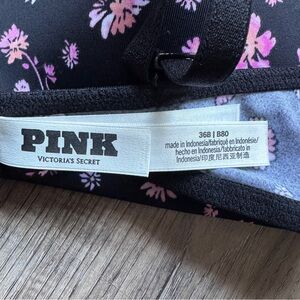 PINK
VICTORIA'S SECRET
36B | B80
made in Indonesia/fabriqué en Indonésie/
hecho en Indonesia/fabbricato in
Indonesia/印度尼西亚制造